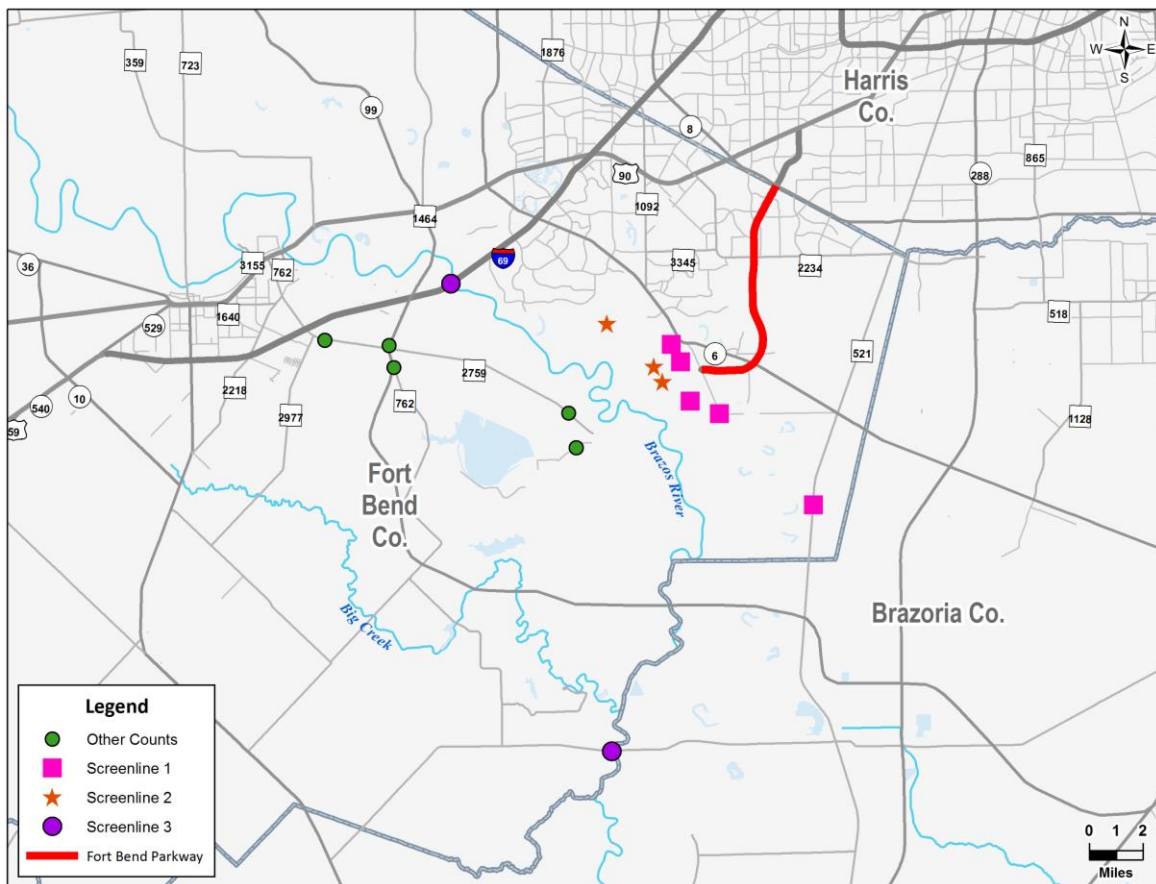 N
W E
S
359
723
1876
Harris
Co.
99
8
865
90
288
1092
1464
3155
762
3345
2234
36
69
529
1640
518
6
521
2759
10
2218
762
540
2977
1128
59
Brazos River
Fort
Bend
Co.
Big Creek
Brazoria Co.
Legend
Other Counts
Screenline 1
Screenline 2
Screenline 3
Fort Bend Parkway
0 1 2
Miles